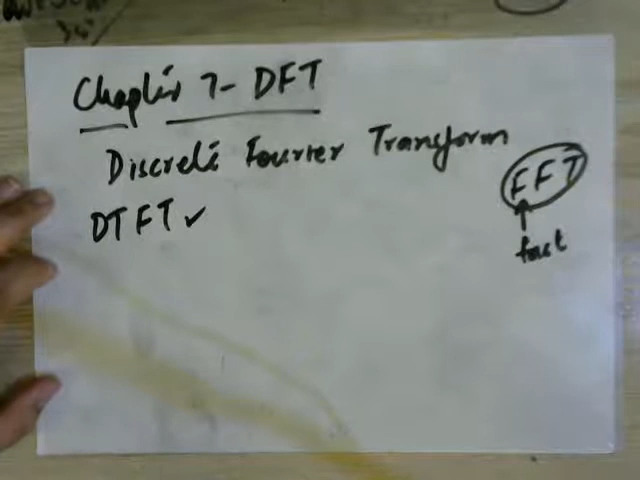 Chapter 7- DFT
Discrete Fourier Transform
FFT
DTFT ✓
fast